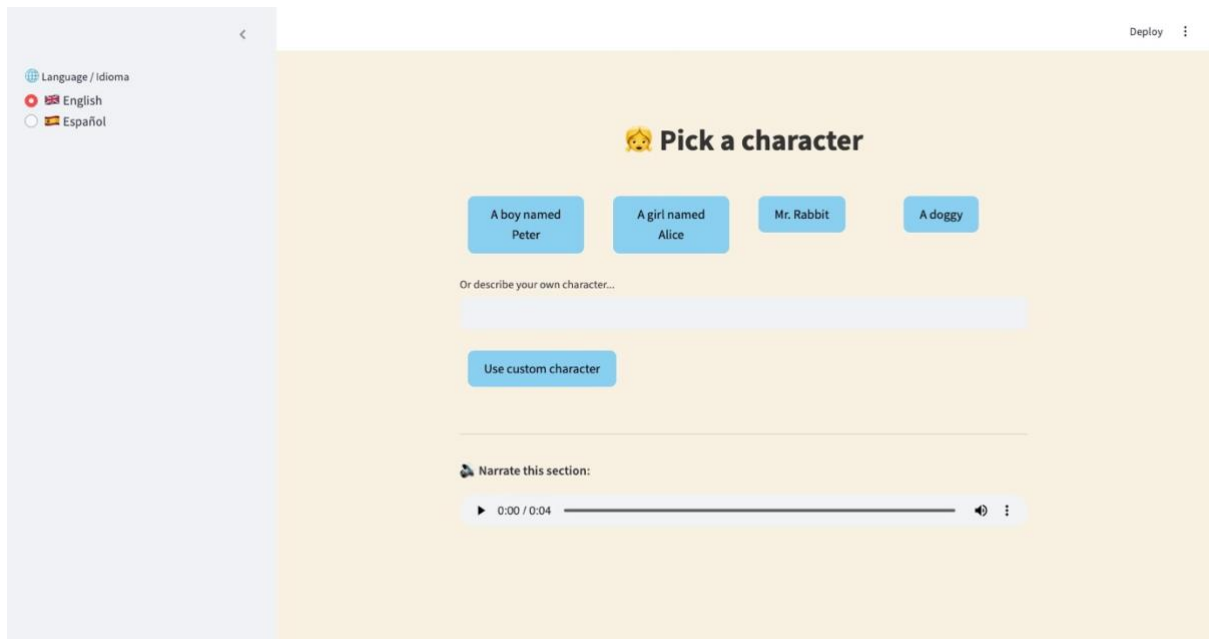 Deploy
🌐 Language / Idioma
🇬🇧 English
🇪🇸 Español
👧 Pick a character
A boy named
Peter
A girl named
Alice
Mr. Rabbit
A doggy
Or describe your own character...
Use custom character
🔈 Narrate this section:
0:00 / 0:04